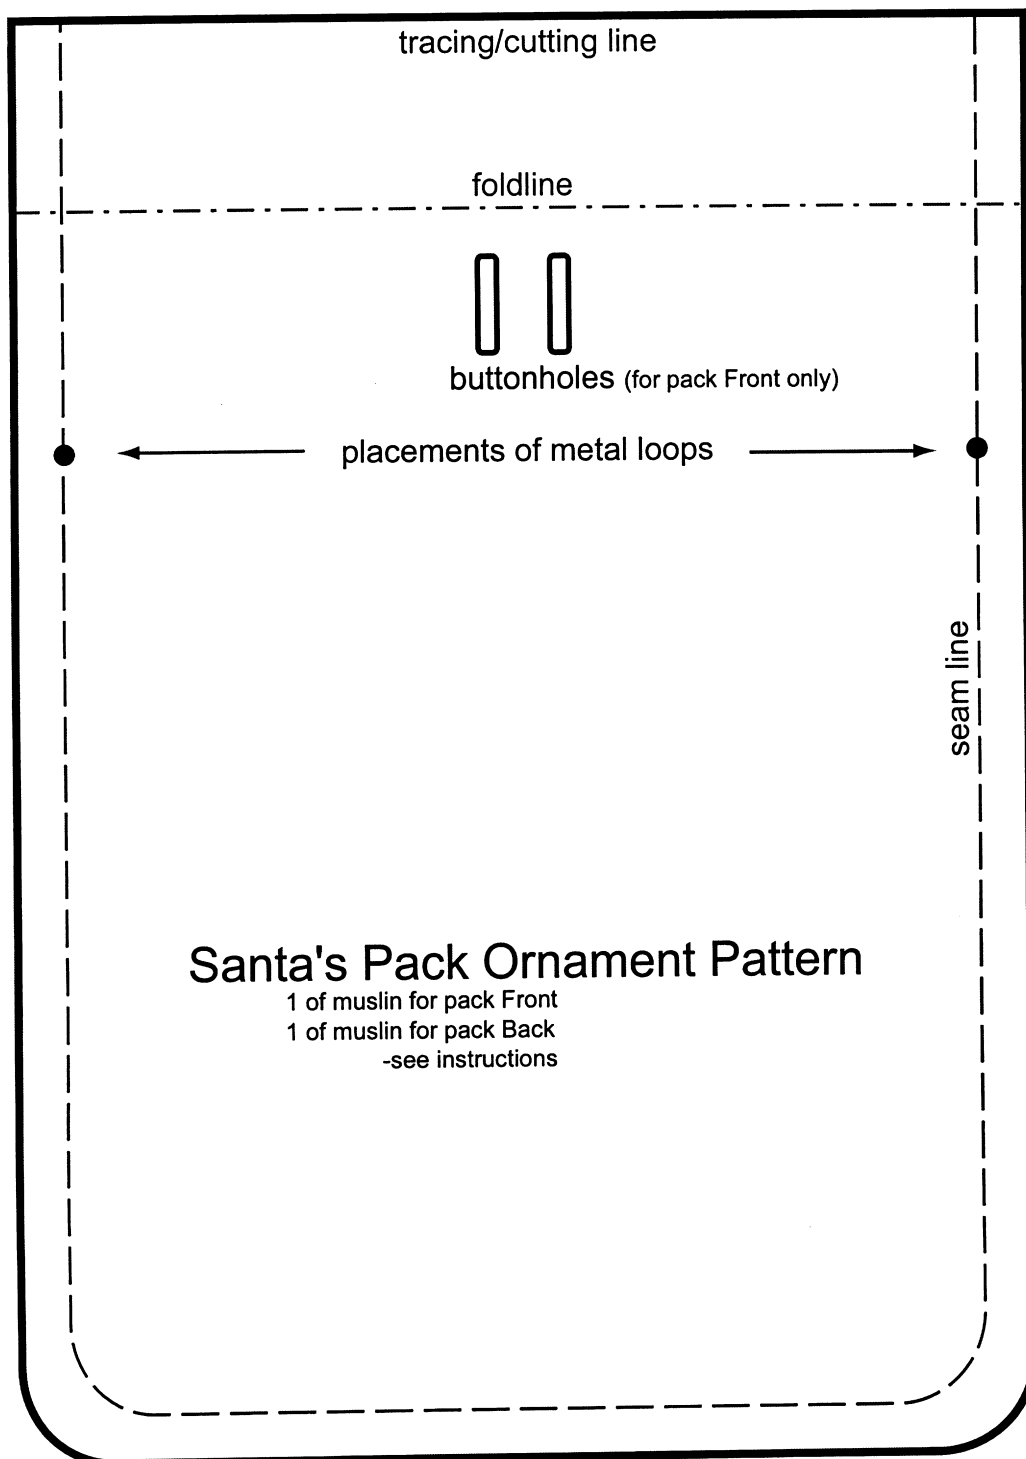 tracing/cutting line
foldline
buttonholes (for pack Front only)
placements of metal loops
seam line
Santa's Pack Ornament Pattern
1 of muslin for pack Front
1 of muslin for pack Back
-see instructions